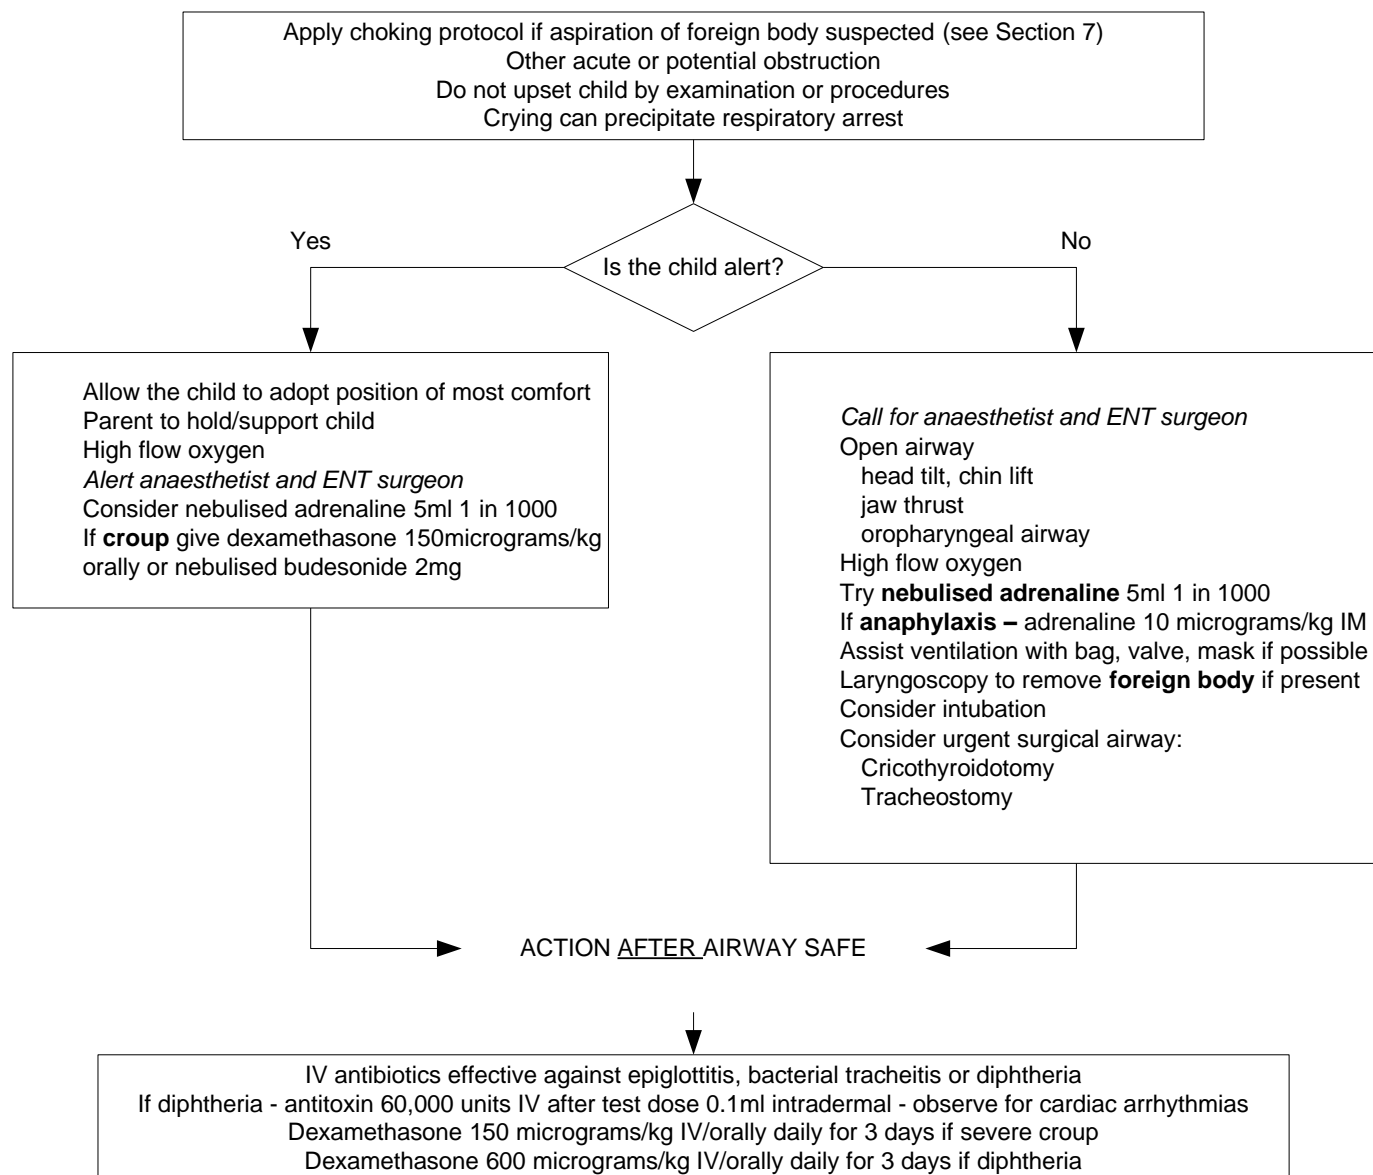 Apply choking protocol if aspiration of foreign body suspected (see Section 7)
Other acute or potential obstruction
Do not upset child by examination or procedures
Crying can precipitate respiratory arrest
Is the child alert?
Yes
No
Allow the child to adopt position of most comfort
Parent to hold/support child
High flow oxygen
Alert anaesthetist and ENT surgeon
Consider nebulised adrenaline 5ml 1 in 1000
If croup give dexamethasone 150micrograms/kg
orally or nebulised budesonide 2mg
Call for anaesthetist and ENT surgeon
Open airway
head tilt, chin lift
jaw thrust
oropharyngeal airway
High flow oxygen
Try nebulised adrenaline 5ml 1 in 1000
If anaphylaxis – adrenaline 10 micrograms/kg IM
Assist ventilation with bag, valve, mask if possible
Laryngoscopy to remove foreign body if present
Consider intubation
Consider urgent surgical airway:
Cricothyroidotomy
Tracheostomy
ACTION AFTER AIRWAY SAFE
IV antibiotics effective against epiglottitis, bacterial tracheitis or diphtheria
If diphtheria - antitoxin 60,000 units IV after test dose 0.1ml intradermal - observe for cardiac arrhythmias
Dexamethasone 150 micrograms/kg IV/orally daily for 3 days if severe croup
Dexamethasone 600 micrograms/kg IV/orally daily for 3 days if diphtheria